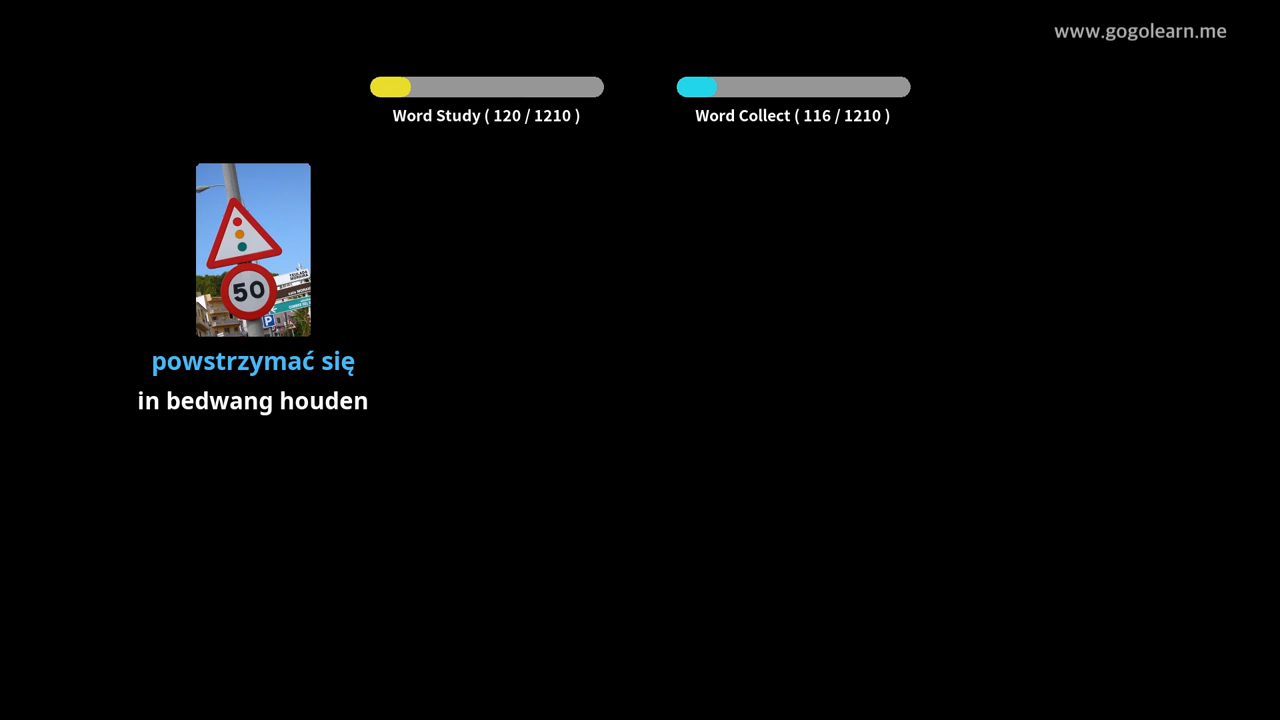 www.gogolearn.me
Word Study ( 120 / 1210 )
Word Collect ( 116 / 1210 )
50
P
powstrzymać się
in bedwang houden